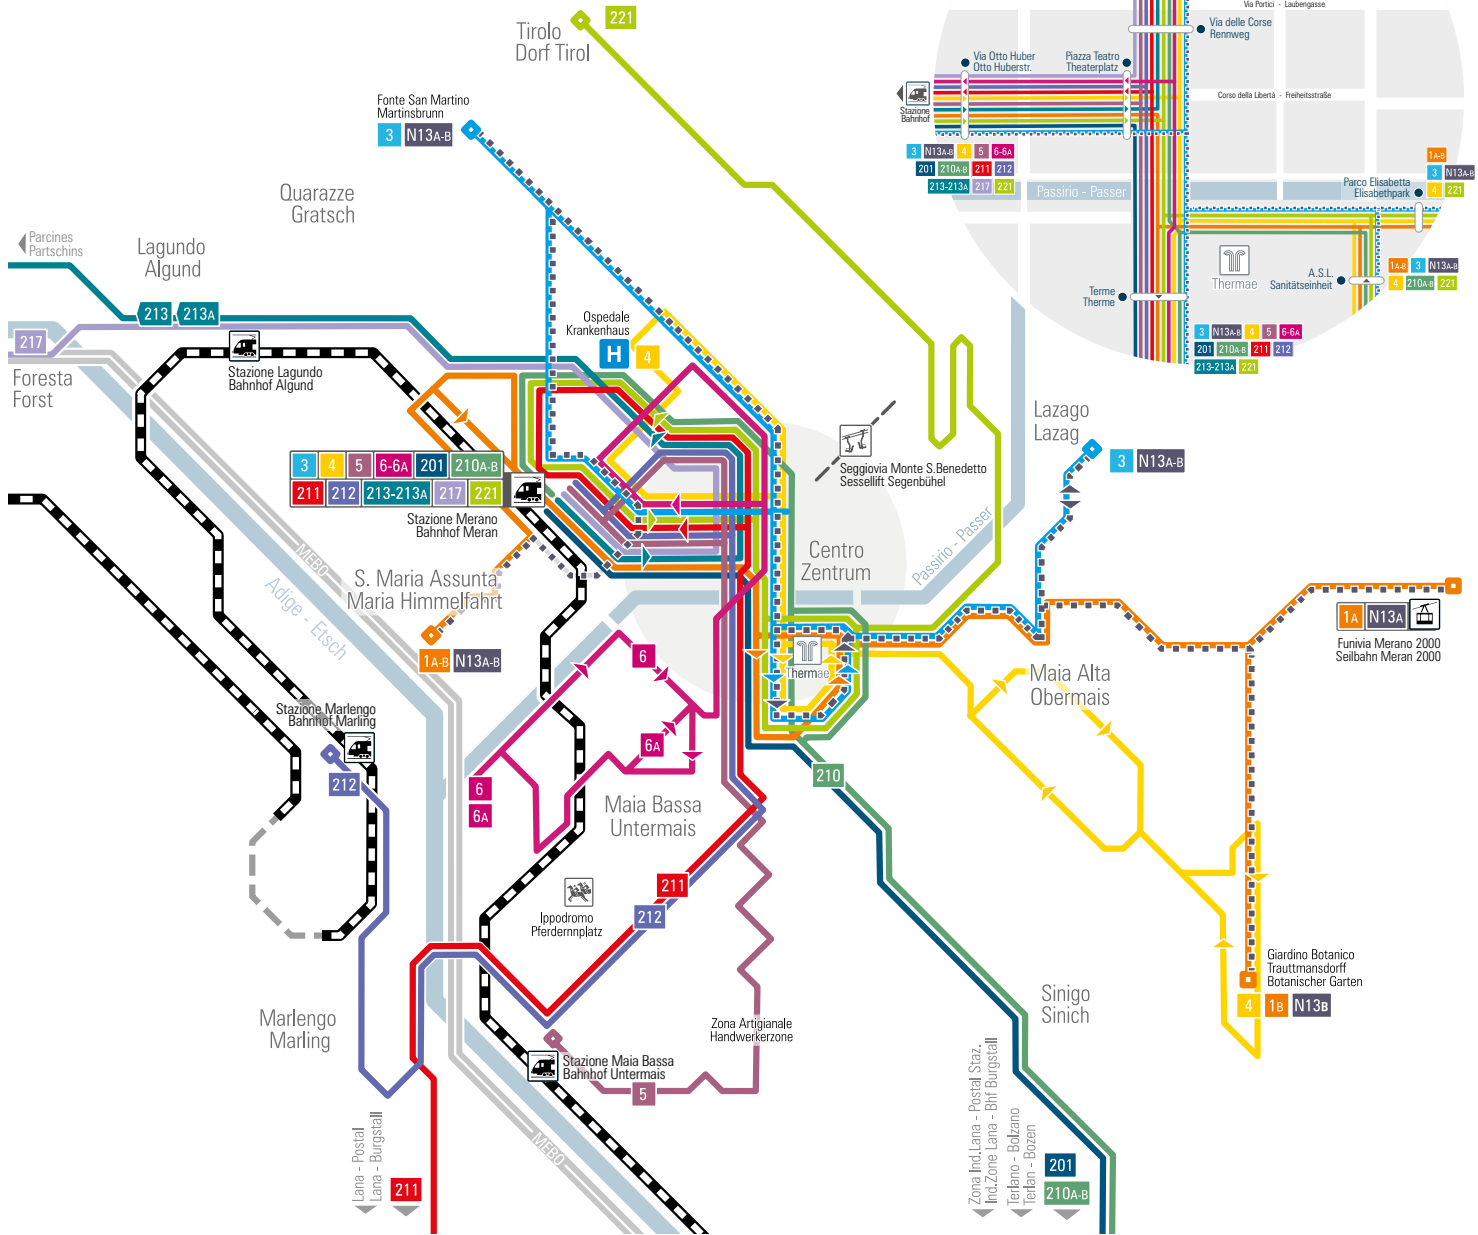 Tirolo
Dorf Tirol
221
Fonte San Martino
Martinsbrunn
3 N13A-B
Quarazze
Gratsch
Parcines
Partschins
Lagundo
Algund
213 213A
217
Foresta
Forst
Stazione Lagundo
Bahnhof Algund
Ospedale
Krankenhaus
H 4
3 4 5 6-6A 201 210A-B
211 212 213-213A 217 221
Stazione Merano
Bahnhof Meran
MEBO
Adige - Etsch
S. Maria Assunta
Maria Himmelfahrt
1A-B N13A-B
Stazione Marlengo
Bahnhof Marling
212
6
6A
6
6A
Maia Bassa
Untermais
Seggiovia Monte S.Benedetto
Sessellift Segenbühel
Centro
Zentrum
Passirio - Passer
Thermae
Lazago
Lazag
3 N13A-B
1A N13A
Funivia Merano 2000
Seilbahn Meran 2000
Maia Alta
Obermais
210
211
212
Ippodromo
Pferdernnplatz
Giardino Botanico
Trauttmansdorff
Botanischer Garten
4 1B N13B
Sinigo
Sinich
Zona Artigianale
Handwerkerzone
Marlengo
Marling
Stazione Maia Bassa
Bahnhof Untermais
5
MEBO
Lana - Postal
Lana - Burgstall
211
Zona Ind.Lana - Postal Staz.
Ind.Zone Lana - Bhf Burgstall
Terlano - Bolzano
Terlan - Bozen
201
210A-B
Via Portici - Laubengasse
Via delle Corse
Rennweg
Via Otto Huber
Otto Huberstr.
Piazza Teatro
Theaterplatz
Stazione
Bahnhof
Corso della Libertà - Freiheitsstraße
3 N13A-B 4 5 6-6A
201 210A-B 211 212
213-213A 217 221
Passirio - Passer
1A-B
3 N13A-B
4 221
Parco Elisabetta
Elisabethpark
Thermae
A.S.L.
Sanitätseinheit
1A-B 3 N13A-B
4 210A-B 221
Terme
Therme
3 N13A-B 4 5 6-6A
201 210A-B 211 212
213-213A 221